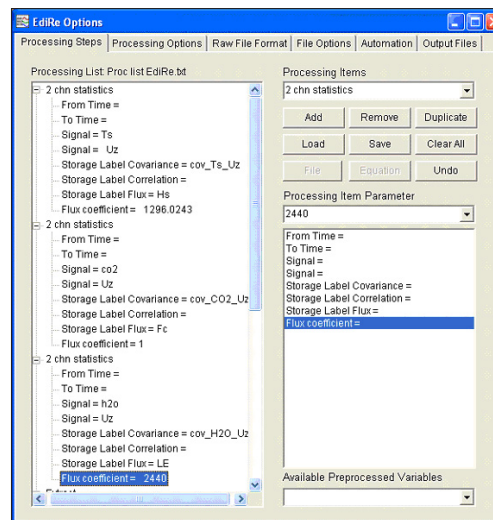 EdiRe Options
Processing Steps Processing Options Raw File Format File Options Automation Output Files
Processing List: Proc list EdiRe.txt
2 chn statistics
From Time =
To Time =
Signal = Ts
Signal = Uz
Storage Label Covariance = cov_Ts_Uz
Storage Label Correlation =
Storage Label Flux = Hs
Flux coefficient = 1296.0243
2 chn statistics
From Time =
To Time =
Signal = co2
Signal = Uz
Storage Label Covariance = cov_CO2_Uz
Storage Label Correlation =
Storage Label Flux = Fc
Flux coefficient = 1
2 chn statistics
From Time =
To Time =
Signal = h2o
Signal = Uz
Storage Label Covariance = cov_H2O_Uz
Storage Label Correlation =
Storage Label Flux = LE
Flux coefficient = 2440
Processing Items
2 chn statistics
Add Remove Duplicate
Load Save Clear All
File Equation Undo
Processing Item Parameter
2440
From Time =
To Time =
Signal =
Signal =
Storage Label Covariance =
Storage Label Correlation =
Storage Label Flux =
Flux coefficient =
Available Preprocessed Variables